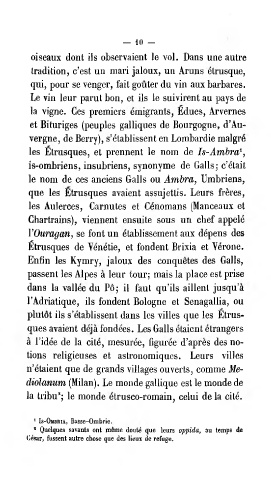 — 10 —
oiseaux dont ils observaient le vol. Dans une autre
tradition, c'est un mari jaloux, un Aruns étrusque,
qui, pour se venger, fait goûter du vin aux barbares.
Le vin leur parut bon, et ils le suivirent au pays de
la vigne. Ces premiers émigrants, Édues, Arvernes
et Bituriges (peuples galliques de Bourgogne, d'Au-
vergne, de Berry), s'établissent en Lombardie malgré
les Étrusques, et prennent le nom de Is-Ambra¹,
is-ombriens, insubriens, synonyme de Galls; c'était
le nom de ces anciens Galls ou Ambra, Umbriens,
que les Étrusques avaient assujettis. Leurs frères,
les Aulerces, Carnutes et Cénomans (Manceaux et
Chartrains), viennent ensuite sous un chef appelé
l'Ouragan, se font un établissement aux dépens des
Étrusques de Vénétie, et fondent Brixia et Vérone.
Enfin les Kymry, jaloux des conquêtes des Galls,
passent les Alpes à leur tour; mais la place est prise
dans la vallée du Pô; il faut qu'ils aillent jusqu'à
l'Adriatique, ils fondent Bologne et Senagallia, ou
plutôt ils s'établissent dans les villes que les Étrus-
ques avaient déjà fondées. Les Galls étaient étrangers
à l'idée de la cité, mesurée, figurée d'après des no-
tions religieuses et astronomiques. Leurs villes
n'étaient que de grands villages ouverts, comme Me-
diolanum (Milan). Le monde gallique est le monde de
la tribu²; le monde étrusco-romain, celui de la cité.
¹ Is-Ombria, Basse-Ombrie.
² Quelques savants ont même douté que leurs oppida, au temps de
César, fussent autre chose que des lieux de refuge.